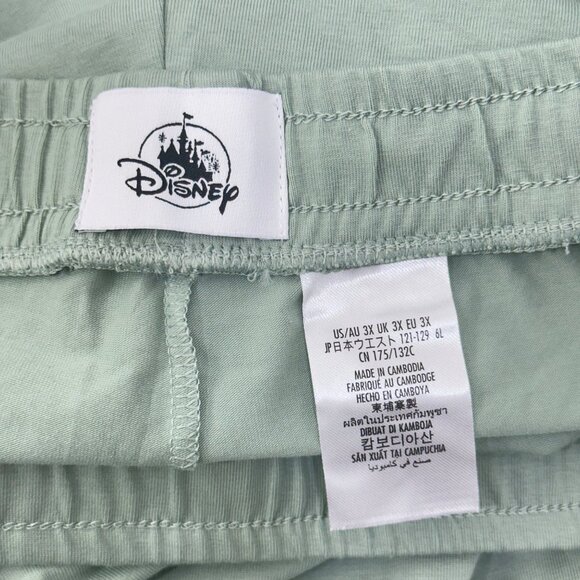 Disney
US/AU 3X UK 3X EU 3X
JP日本ウエスト 121-129 6L
CN 175/132C
MADE IN CAMBODIA
FABRIQUÉ AU CAMBODGE
HECHO EN CAMBOYA
柬埔寨製
ผลิตในประเทศกัมพูชา
DIBUAT DI KAMBOJA
캄보디아산
SẢN XUẤT TẠI CAMPUCHIA
صنع في كامبوديا